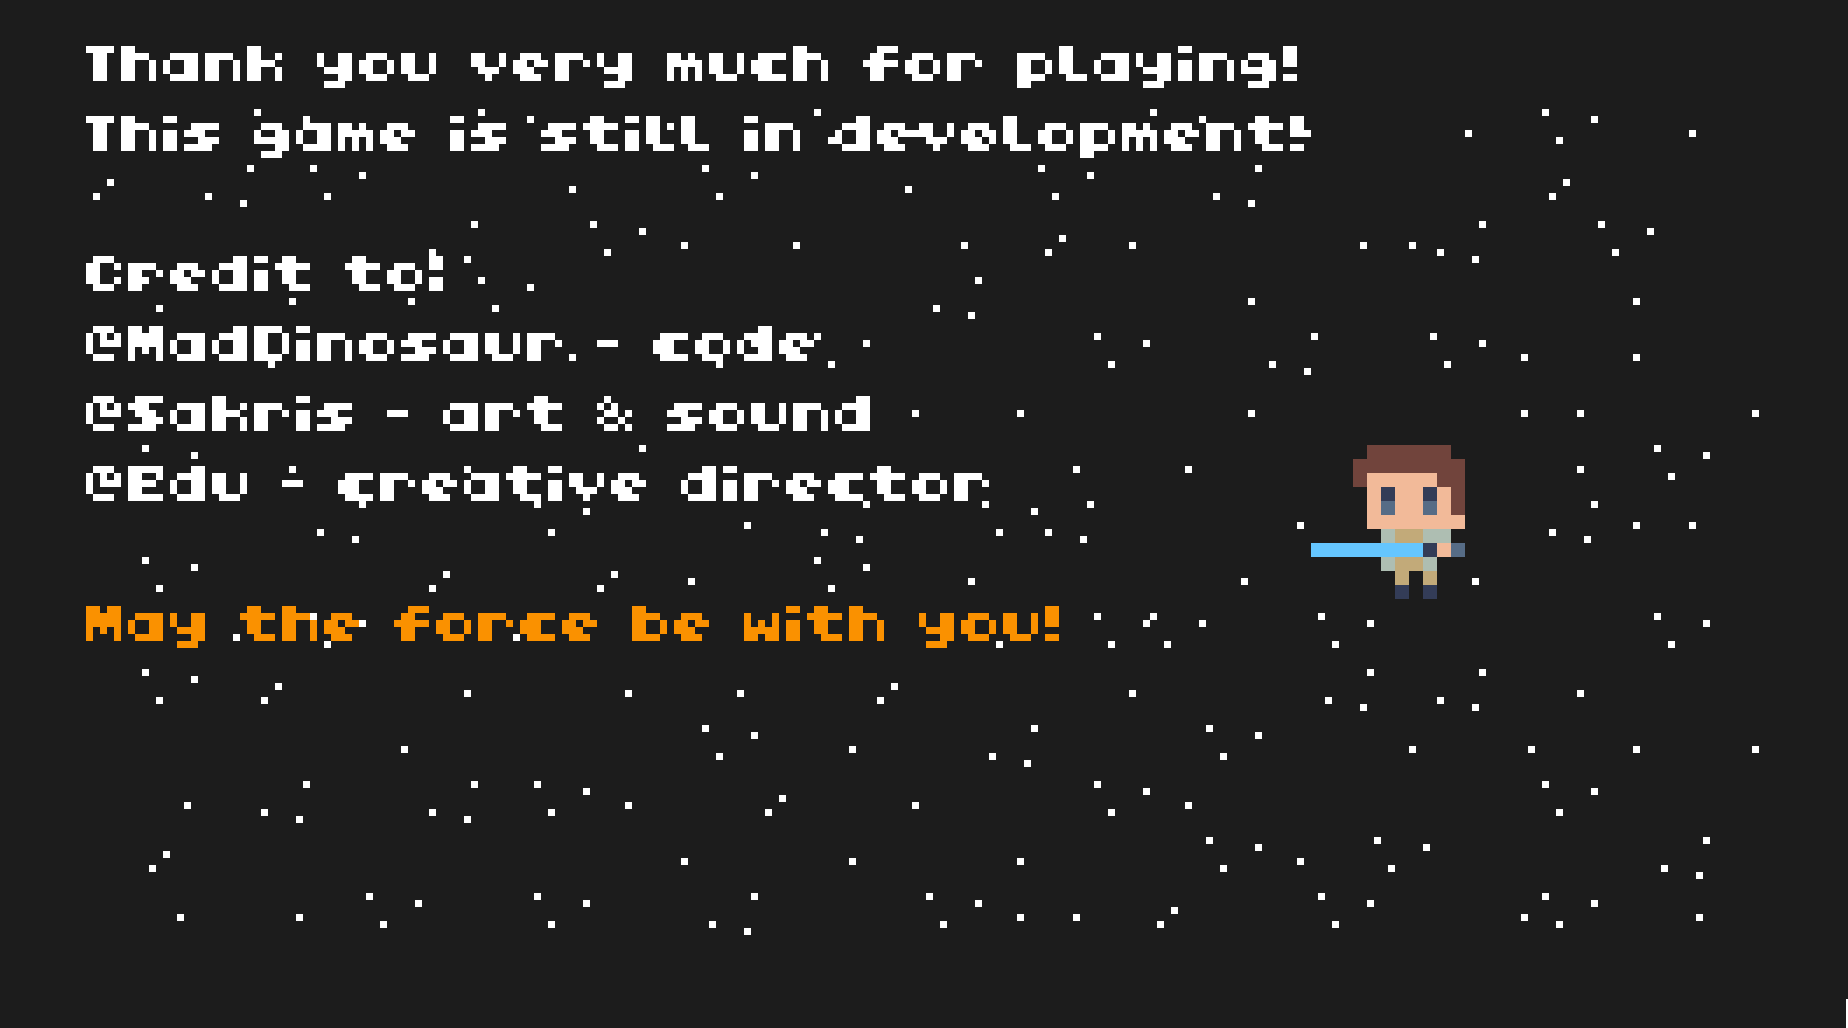 Thank you very much for playing!
This game is still in development!
Credit to!
@MadDinosaur - code
@Sakris - art & sound
@Edu - creative director
May the force be with you!